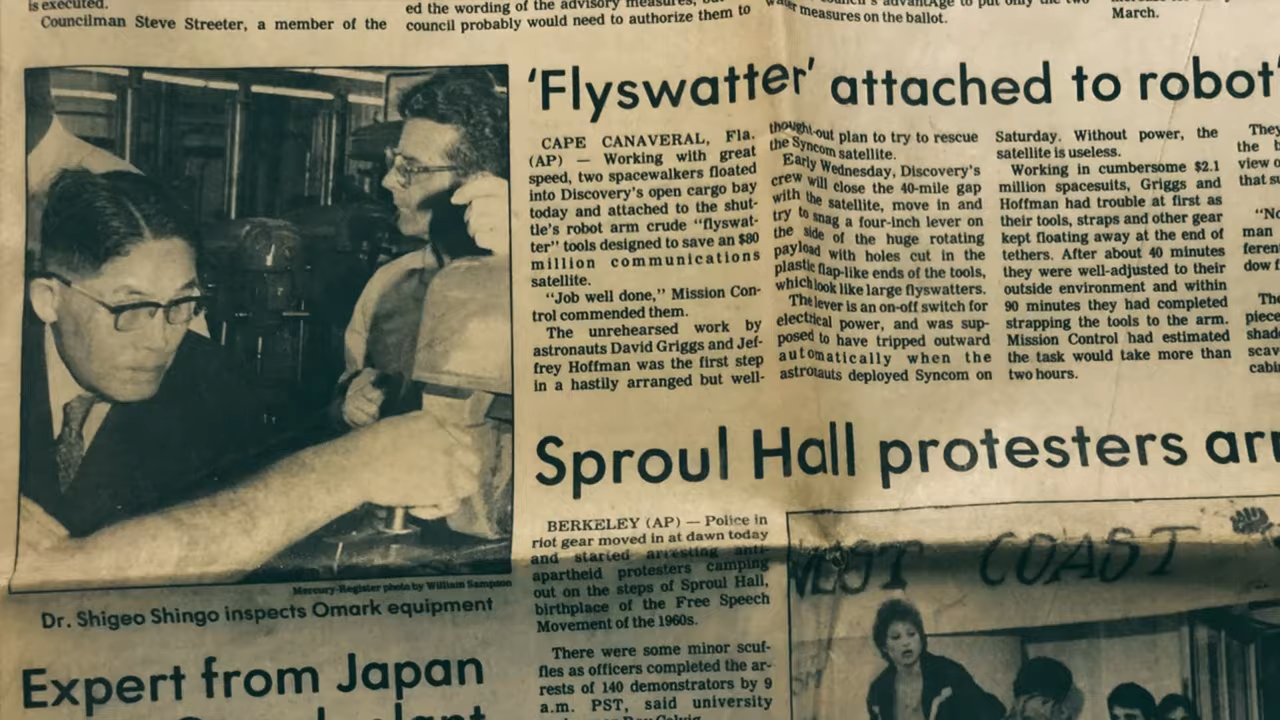 is executed.
Councilman Steve Streeter, a member of the
ed the wording of the advisory measures, but
council probably would need to authorize them to
advantAge to put only the two
measures on the ballot.
March.
Mercury-Register photo by William Sampson
Dr. Shigeo Shingo inspects Omark equipment
Expert from Japan
'Flyswatter' attached to robot'
CAPE CANAVERAL, Fla.
(AP) — Working with great
speed, two spacewalkers floated
into Discovery's open cargo bay
today and attached to the shut-
tle's robot arm crude "flyswat-
ter" tools designed to save an $80
million communications
satellite.
"Job well done," Mission Con-
trol commended them.
The unrehearsed work by
astronauts David Griggs and Jef-
frey Hoffman was the first step
in a hastily arranged but well-
thought-out plan to try to rescue
the Syncom satellite.
Early Wednesday, Discovery's
crew will close the 40-mile gap
with the satellite, move in and
try to snag a four-inch lever on
the side of the huge rotating
payload with holes cut in the
plastic flap-like ends of the tools,
which look like large flyswatters.
The lever is an on-off switch for
electrical power, and was sup-
posed to have tripped outward
automatically when the
astronauts deployed Syncom on
Saturday. Without power, the
satellite is useless.
Working in cumbersome $2.1
million spacesuits, Griggs and
Hoffman had trouble at first as
their tools, straps and other gear
kept floating away at the end of
tethers. After about 40 minutes
they were well-adjusted to their
outside environment and within
90 minutes they had completed
strapping the tools to the arm.
Mission Control had estimated
the task would take more than
two hours.
They
the b
view o
that su
"No
man
feren
dow f
The
piece
shad
scav
cabi
Sproul Hall protesters arr
BERKELEY (AP) — Police in
riot gear moved in at dawn today
and started arresting anti-
apartheid protesters camping
out on the steps of Sproul Hall,
birthplace of the Free Speech
Movement of the 1960s.
There were some minor scuf-
fles as officers completed the ar-
rests of 140 demonstrators by 9
a.m. PST, said university
WEST COAST